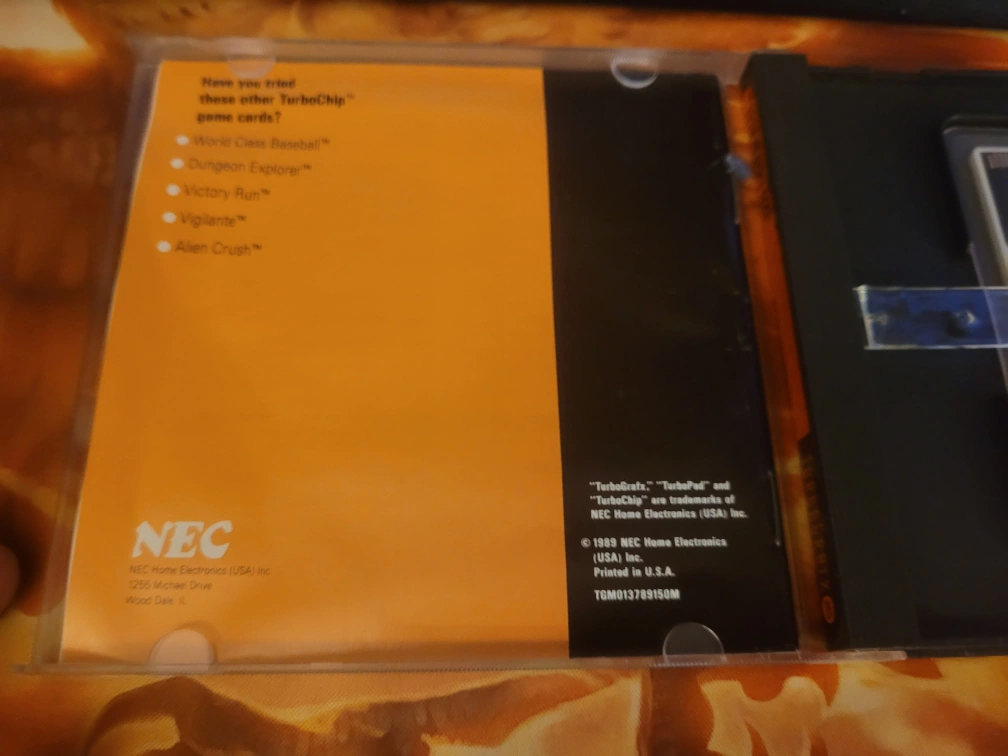 Have you tried
these other TurboChip™
game cards?
World Class Baseball™
Dungeon Explorer™
Victory Run™
Vigilante™
Alien Crush™
NEC
NEC Home Electronics (USA) Inc.
1255 Michael Drive
Wood Dale, IL
"TurboGrafx," "TurboPad" and
"TurboChip" are trademarks of
NEC Home Electronics (USA) Inc.
© 1989 NEC Home Electronics
(USA) Inc.
Printed in U.S.A.
TGM013789150M